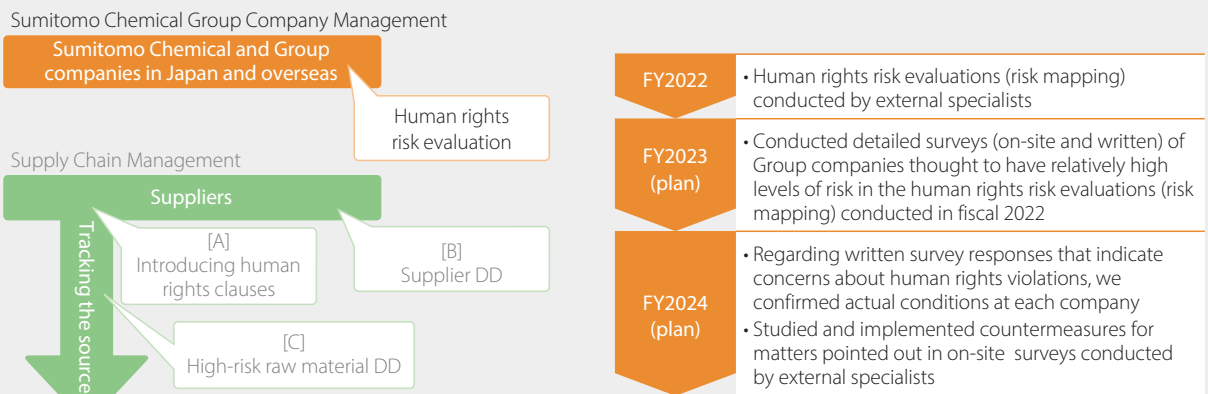 Sumitomo Chemical Group Company Management
Sumitomo Chemical and Group
companies in Japan and overseas
Human rights
risk evaluation
Supply Chain Management
Suppliers
Tracking the source
[A]
Introducing human
rights clauses
[B]
Supplier DD
[C]
High-risk raw material DD
FY2022
• Human rights risk evaluations (risk mapping)
conducted by external specialists
FY2023
(plan)
• Conducted detailed surveys (on-site and written) of
Group companies thought to have relatively high
levels of risk in the human rights risk evaluations (risk
mapping) conducted in fiscal 2022
FY2024
(plan)
• Regarding written survey responses that indicate
concerns about human rights violations, we
confirmed actual conditions at each company
• Studied and implemented countermeasures for
matters pointed out in on-site surveys conducted
by external specialists